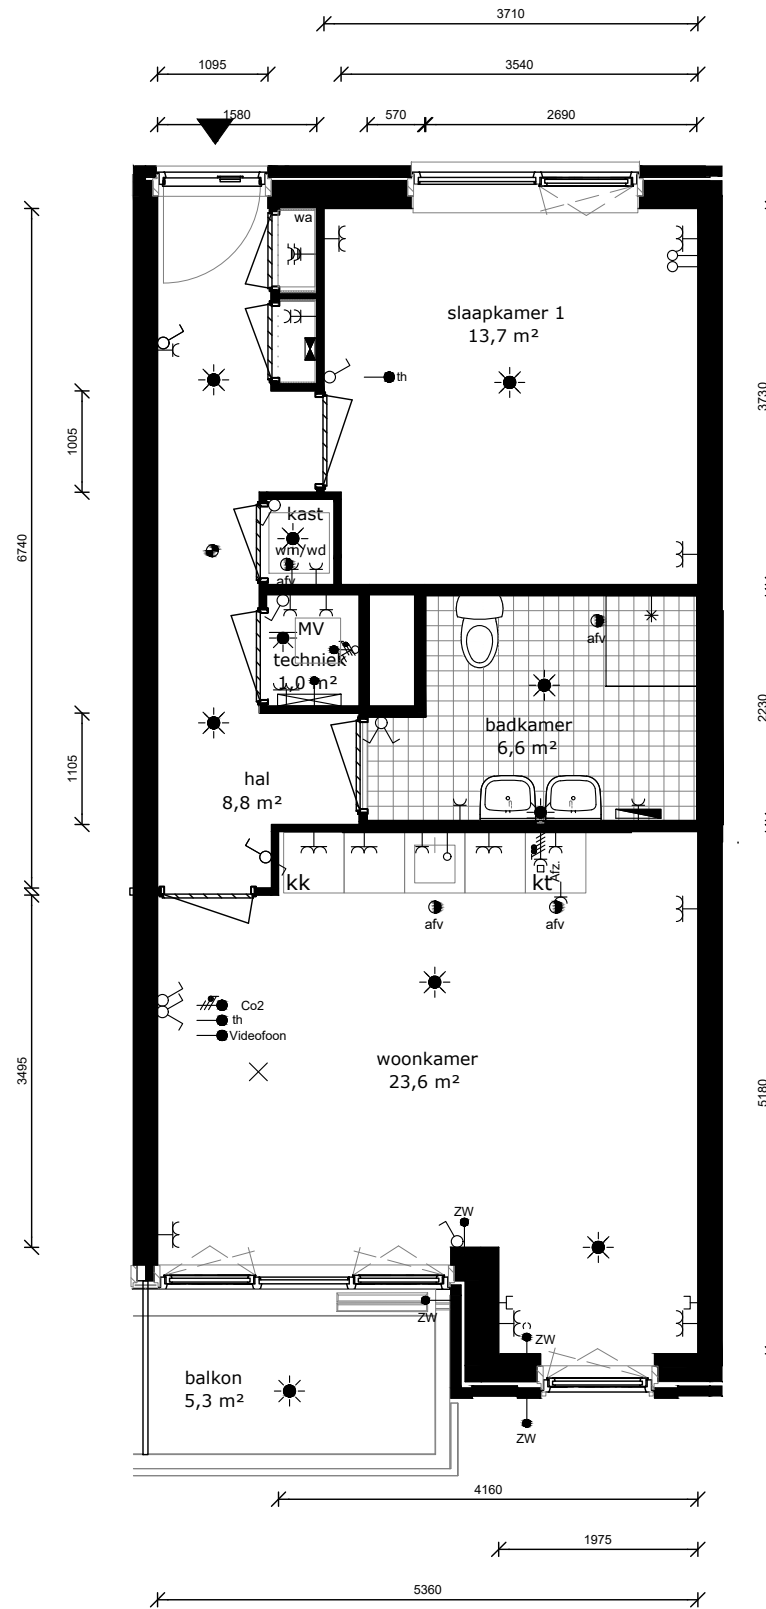 3710
1095
3540
1580
570
2690
wa
slaapkamer 1
13,7 m²
th
3730
1005
kast
wm/wd
afv
6740
MV
techniek
1,0 m²
afv
badkamer
6,6 m²
2230
1105
hal
8,8 m²
kk
kt
Afz.
afv
afv
Co2
th
Videofoon
woonkamer
23,6 m²
3495
5180
ZW
ZW
ZW
balkon
5,3 m²
ZW
4160
1975
5360